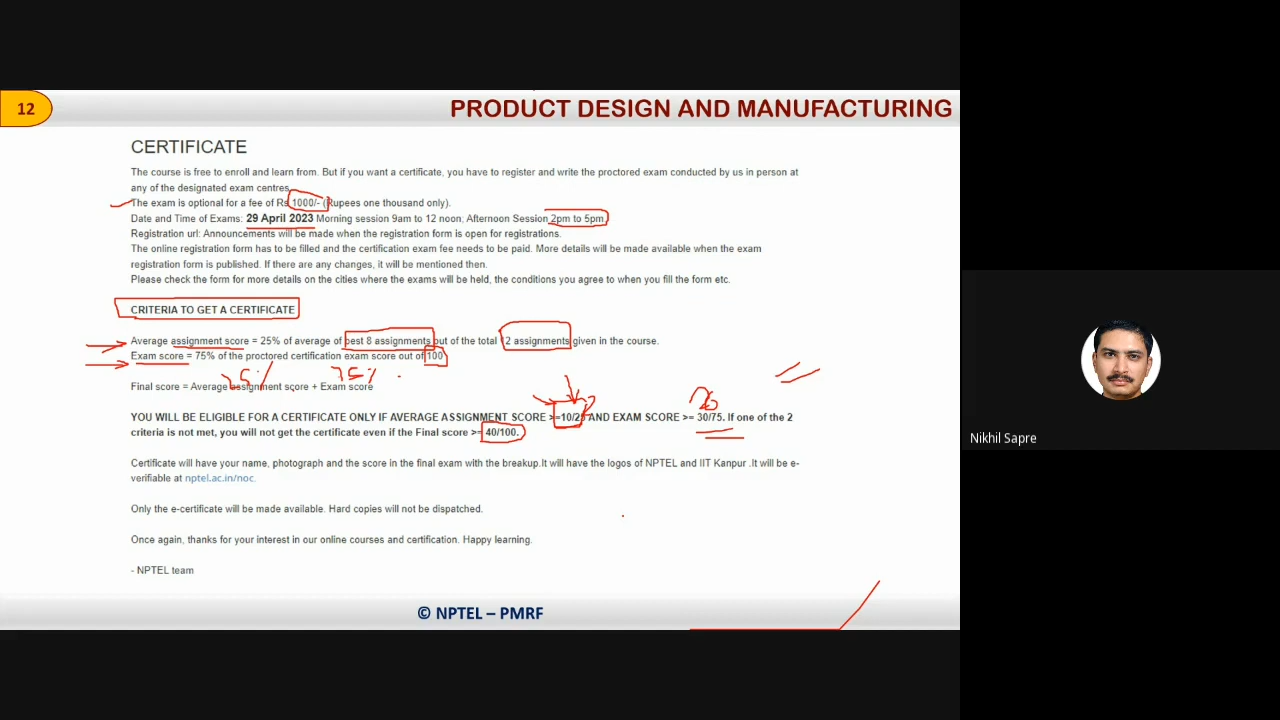 12
PRODUCT DESIGN AND MANUFACTURING
CERTIFICATE
The course is free to enroll and learn from. But if you want a certificate, you have to register and write the proctored exam conducted by us in person at
any of the designated exam centres.
The exam is optional for a fee of Rs 1000/- (Rupees one thousand only).
Date and Time of Exams: 29 April 2023 Morning session 9am to 12 noon; Afternoon Session 2pm to 5pm.
Registration url: Announcements will be made when the registration form is open for registrations.
The online registration form has to be filled and the certification exam fee needs to be paid. More details will be made available when the exam
registration form is published. If there are any changes, it will be mentioned then.
Please check the form for more details on the cities where the exams will be held, the conditions you agree to when you fill the form etc.
CRITERIA TO GET A CERTIFICATE
Average assignment score = 25% of average of best 8 assignments out of the total 12 assignments given in the course.
Exam score = 75% of the proctored certification exam score out of 100
25% 75%
Final score = Average assignment score + Exam score
YOU WILL BE ELIGIBLE FOR A CERTIFICATE ONLY IF AVERAGE ASSIGNMENT SCORE >=10/25 AND EXAM SCORE >= 30/75. If one of the 2
criteria is not met, you will not get the certificate even if the Final score >= 40/100.
Certificate will have your name, photograph and the score in the final exam with the breakup.It will have the logos of NPTEL and IIT Kanpur .It will be e-
verifiable at nptel.ac.in/noc.
Only the e-certificate will be made available. Hard copies will not be dispatched.
Once again, thanks for your interest in our online courses and certification. Happy learning.
- NPTEL team
© NPTEL – PMRF
Nikhil Sapre